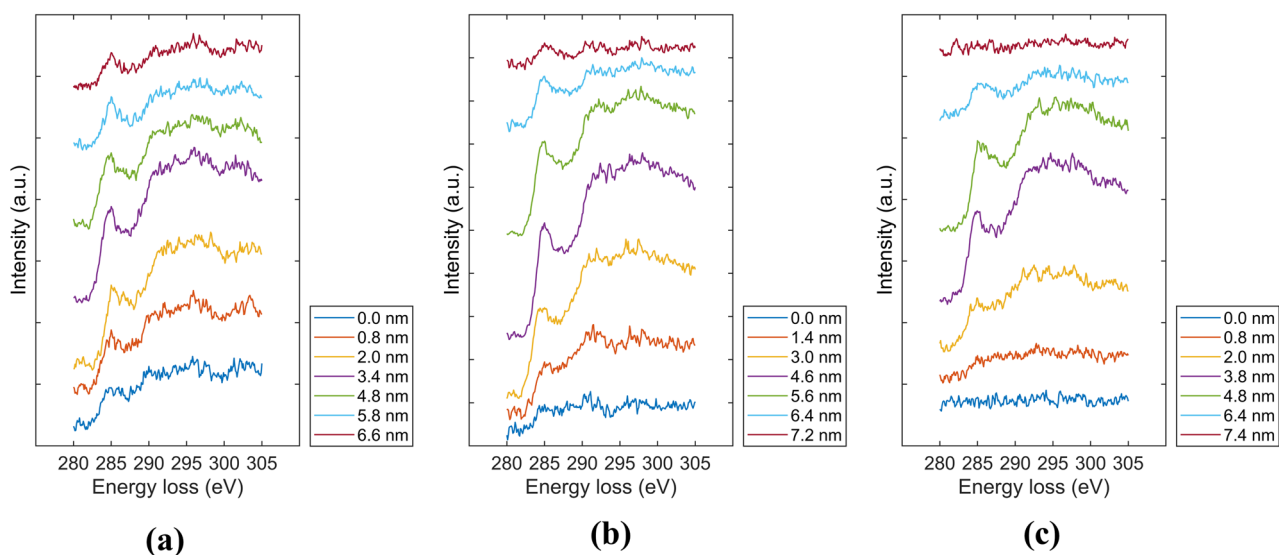 Intensity (a.u.)
280 285 290 295 300 305
Energy loss (eV)
0.0 nm
0.8 nm
2.0 nm
3.4 nm
4.8 nm
5.8 nm
6.6 nm
(a)
Intensity (a.u.)
280 285 290 295 300 305
Energy loss (eV)
0.0 nm
1.4 nm
3.0 nm
4.6 nm
5.6 nm
6.4 nm
7.2 nm
(b)
Intensity (a.u.)
280 285 290 295 300 305
Energy loss (eV)
0.0 nm
0.8 nm
2.0 nm
3.8 nm
4.8 nm
6.4 nm
7.4 nm
(c)